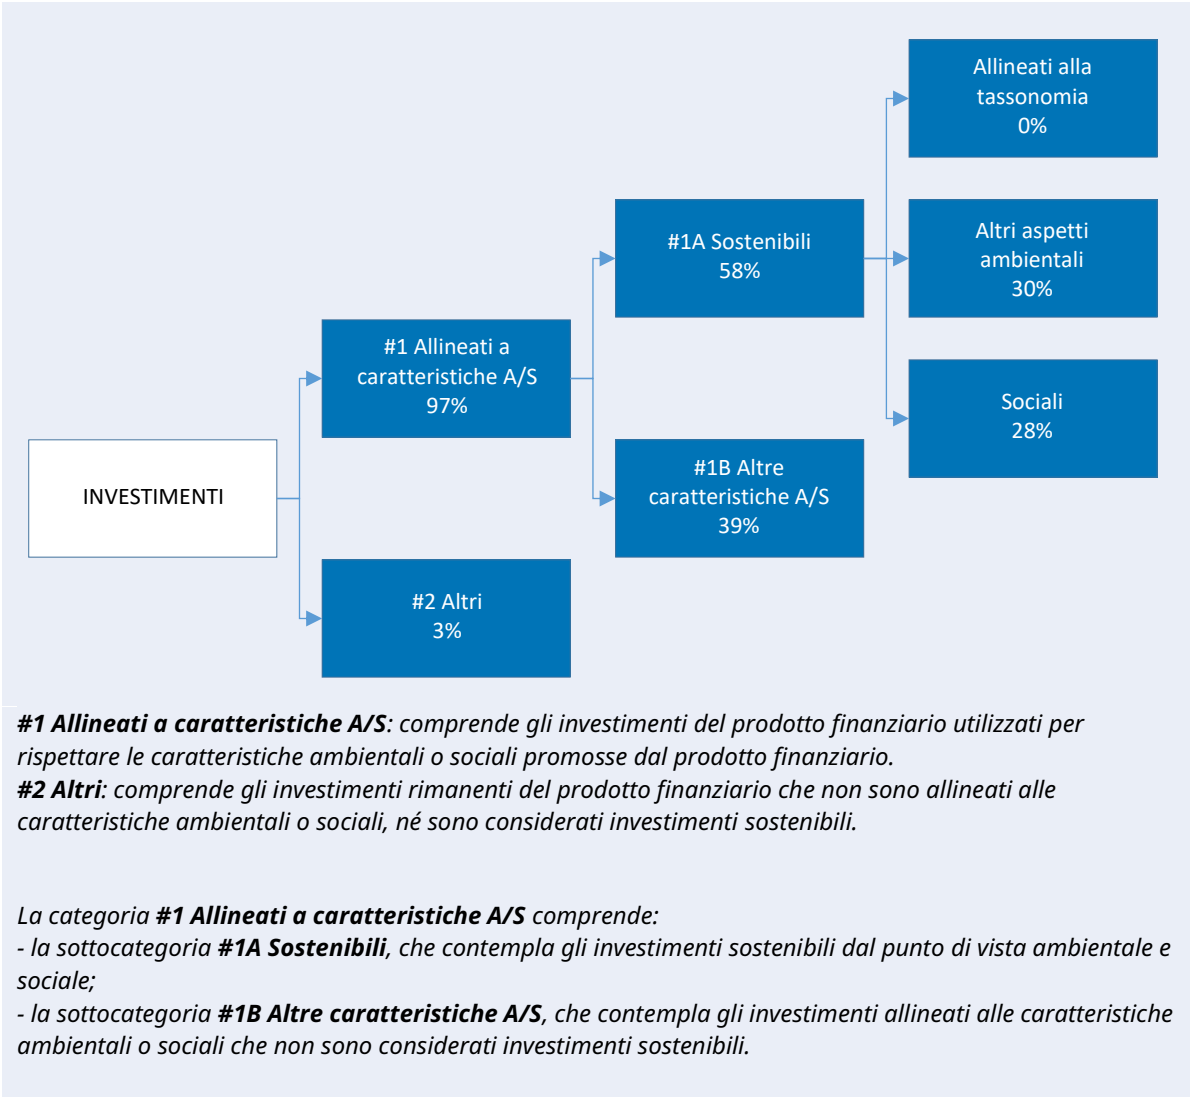 Allineati alla
tassonomia
0%
#1A Sostenibili
58%
Altri aspetti
ambientali
30%
#1 Allineati a
caratteristiche A/S
97%
Sociali
28%
INVESTIMENTI
#1B Altre
caratteristiche A/S
39%
#2 Altri
3%
#1 Allineati a caratteristiche A/S: comprende gli investimenti del prodotto finanziario utilizzati per
rispettare le caratteristiche ambientali o sociali promosse dal prodotto finanziario.
#2 Altri: comprende gli investimenti rimanenti del prodotto finanziario che non sono allineati alle
caratteristiche ambientali o sociali, né sono considerati investimenti sostenibili.
La categoria #1 Allineati a caratteristiche A/S comprende:
- la sottocategoria #1A Sostenibili, che contempla gli investimenti sostenibili dal punto di vista ambientale e
sociale;
- la sottocategoria #1B Altre caratteristiche A/S, che contempla gli investimenti allineati alle caratteristiche
ambientali o sociali che non sono considerati investimenti sostenibili.